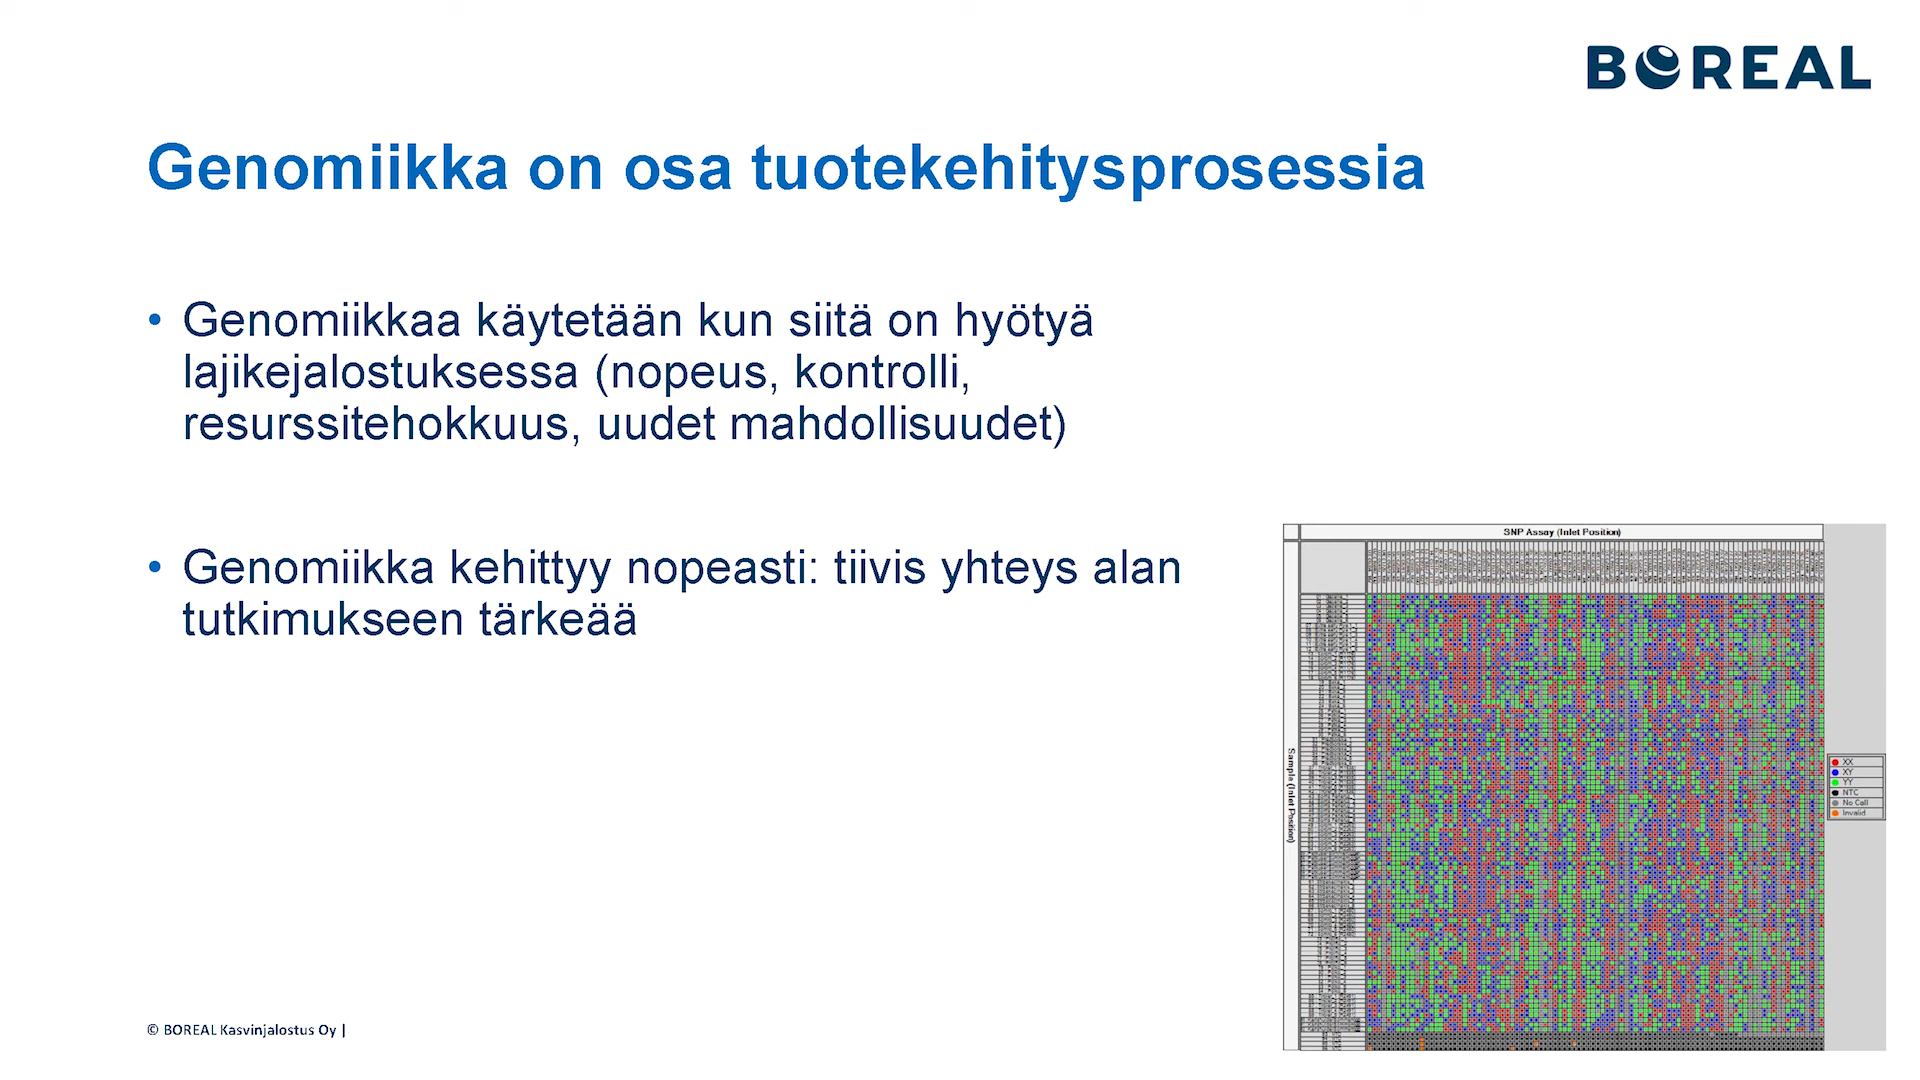 BOREAL
Genomiikka on osa tuotekehitysprosessia
• Genomiikkaa käytetään kun siitä on hyötyä
lajikejalostuksessa (nopeus, kontrolli,
resurssitehokkuus, uudet mahdollisuudet)
• Genomiikka kehittyy nopeasti: tiivis yhteys alan
tutkimukseen tärkeää
SNP Assay (Inlet Position)
Sample (Inlet Position)
XX
XY
YY
NTC
No Call
Invalid
© BOREAL Kasvinjalostus Oy |